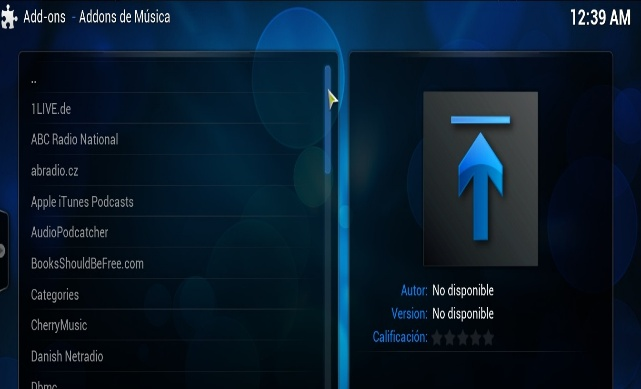 Add-ons - Addons de Música
12:39 AM
..
1LIVE.de
ABC Radio National
abradio.cz
Apple iTunes Podcasts
AudioPodcatcher
BooksShouldBeFree.com
Categories
CherryMusic
Danish Netradio
Dbmc
Autor: No disponible
Version: No disponible
Calificación: